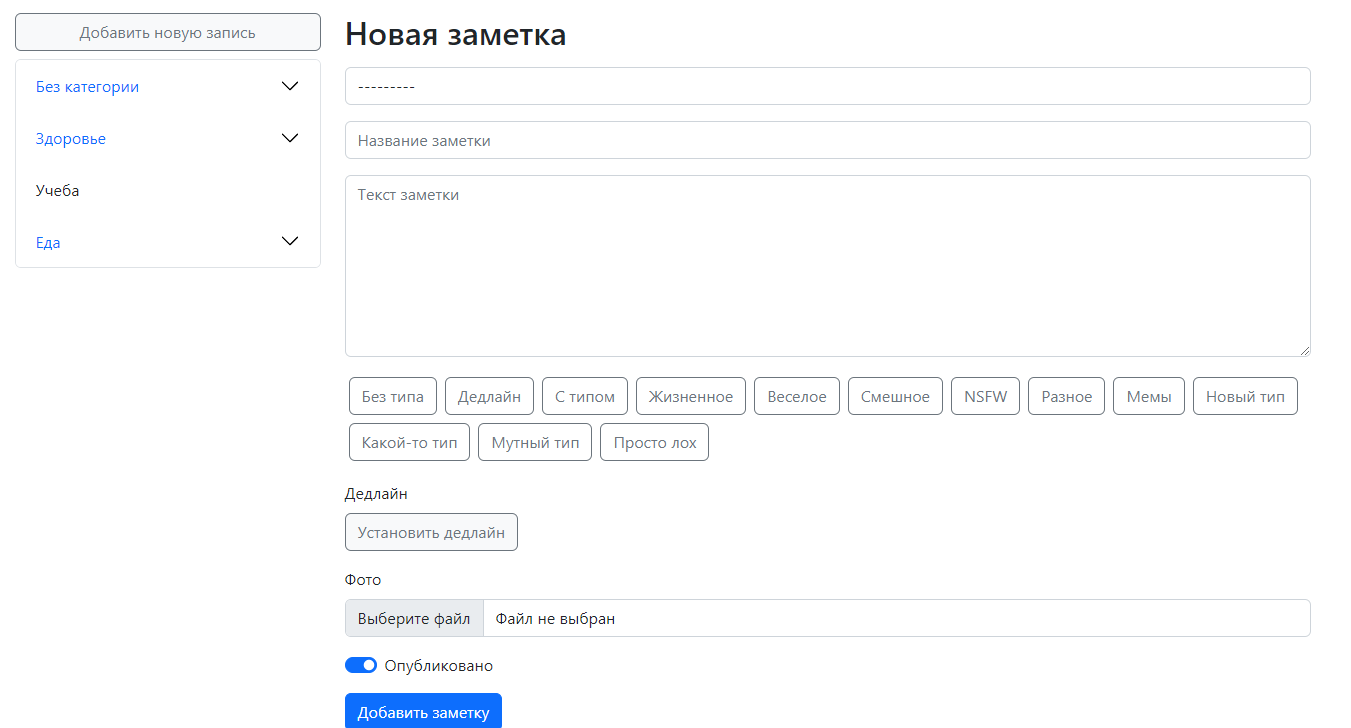 Добавить новую запись
Без категории
Здоровье
Учеба
Еда
Новая заметка
---------
Название заметки
Текст заметки
Без типа Дедлайн С типом Жизненное Веселое Смешное NSFW Разное Мемы Новый тип
Какой-то тип Мутный тип Просто лох
Дедлайн
Установить дедлайн
Фото
Выберите файл Файл не выбран
Опубликовано
Добавить заметку